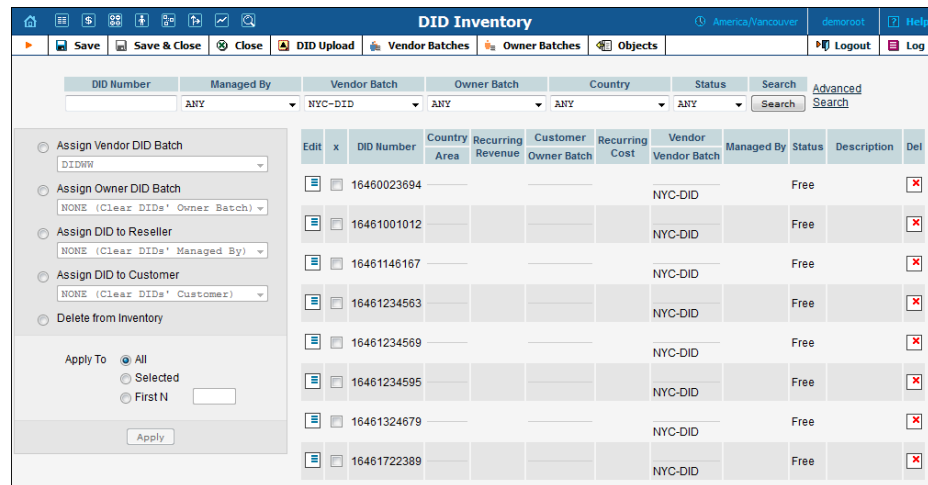 DID Inventory America/Vancouver demoroot Help
Save Save & Close Close DID Upload Vendor Batches Owner Batches Objects Logout Log
DID Number Managed By Vendor Batch Owner Batch Country Status Search Advanced Search
ANY NYC-DID ANY ANY ANY Search
Assign Vendor DID Batch
DIDWW
Assign Owner DID Batch
NONE (Clear DIDs' Owner Batch)
Assign DID to Reseller
NONE (Clear DIDs' Managed By)
Assign DID to Customer
NONE (Clear DIDs' Customer)
Delete from Inventory
Apply To All
Selected
First N
Apply
Edit x DID Number Country Recurring Revenue Customer Recurring Cost Vendor Managed By Status Description Del
Area Owner Batch Vendor Batch
16460023694 NYC-DID Free
16461001012 NYC-DID Free
16461146167 NYC-DID Free
16461234563 NYC-DID Free
16461234569 NYC-DID Free
16461234595 NYC-DID Free
16461324679 NYC-DID Free
16461722389 NYC-DID Free